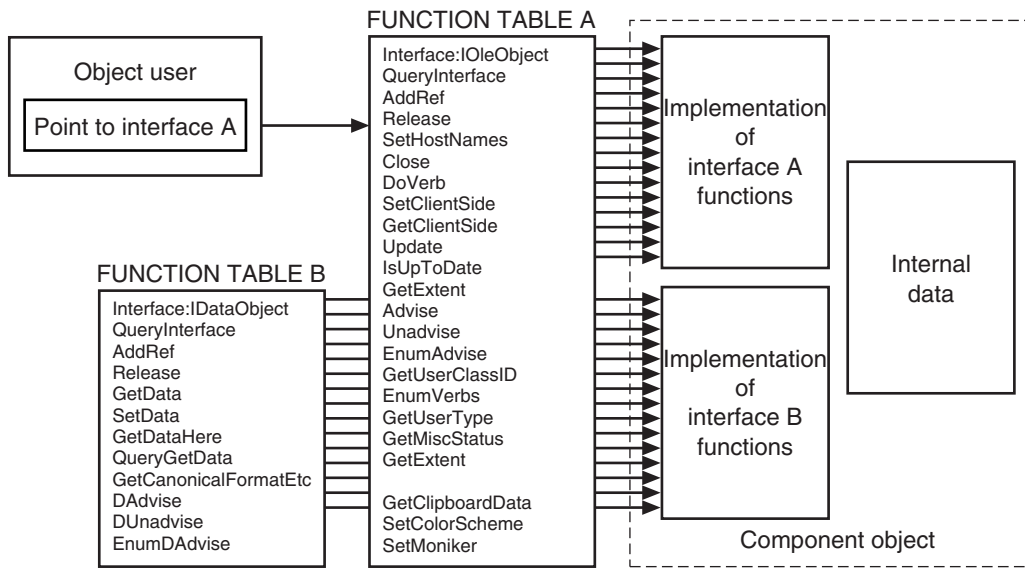 Object user
Point to interface A
FUNCTION TABLE A
Interface:IOleObject
QueryInterface
AddRef
Release
SetHostNames
Close
DoVerb
SetClientSide
GetClientSide
Update
IsUpToDate
GetExtent
Advise
Unadvise
EnumAdvise
GetUserClassID
EnumVerbs
GetUserType
GetMiscStatus
GetExtent
GetClipboardData
SetColorScheme
SetMoniker
FUNCTION TABLE B
Interface:IDataObject
QueryInterface
AddRef
Release
GetData
SetData
GetDataHere
QueryGetData
GetCanonicalFormatEtc
DAdvise
DUnadvise
EnumDAdvise
Implementation
of
interface A
functions
Implementation
of
interface B
functions
Internal
data
Component object